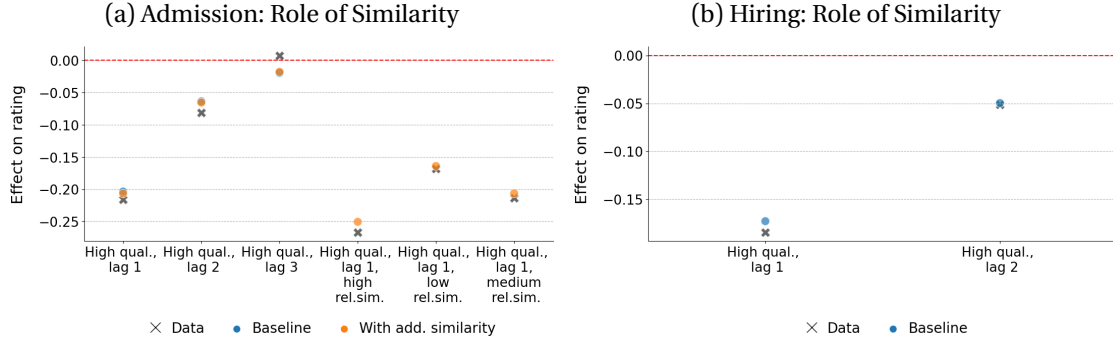 (a) Admission: Role of Similarity
Effect on rating
0.00
−0.05
−0.10
−0.15
−0.20
−0.25
High qual., lag 1
High qual., lag 2
High qual., lag 3
High qual., lag 1, high rel.sim.
High qual., lag 1, low rel.sim.
High qual., lag 1, medium rel.sim.
Data
Baseline
With add. similarity
(b) Hiring: Role of Similarity
Effect on rating
0.00
−0.05
−0.10
−0.15
High qual., lag 1
High qual., lag 2
Data
Baseline